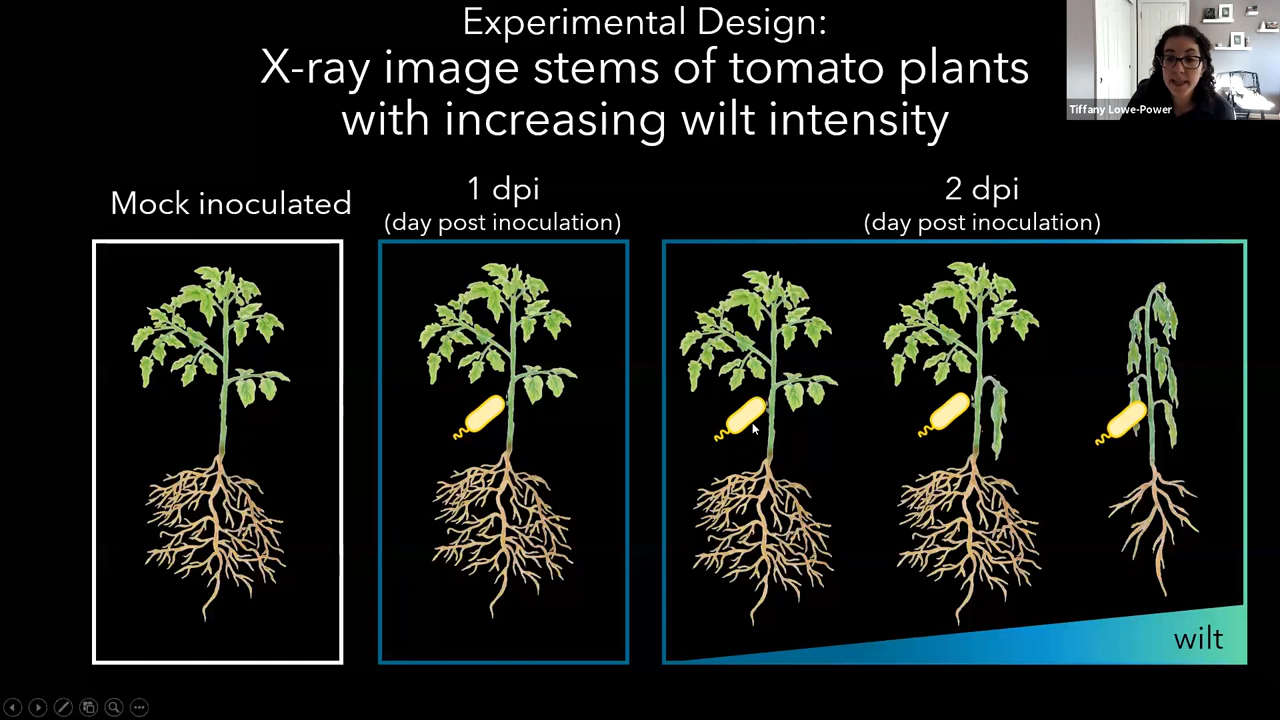 Experimental Design:
X-ray image stems of tomato plants
with increasing wilt intensity
Tiffany Lowe-Power
Mock inoculated
1 dpi
(day post inoculation)
2 dpi
(day post inoculation)
wilt